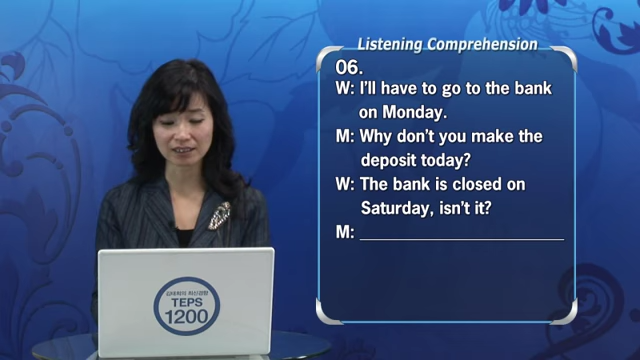 Listening Comprehension
06.
W: I'll have to go to the bank
on Monday.
M: Why don't you make the
deposit today?
W: The bank is closed on
Saturday, isn't it?
M:
TEPS
1200